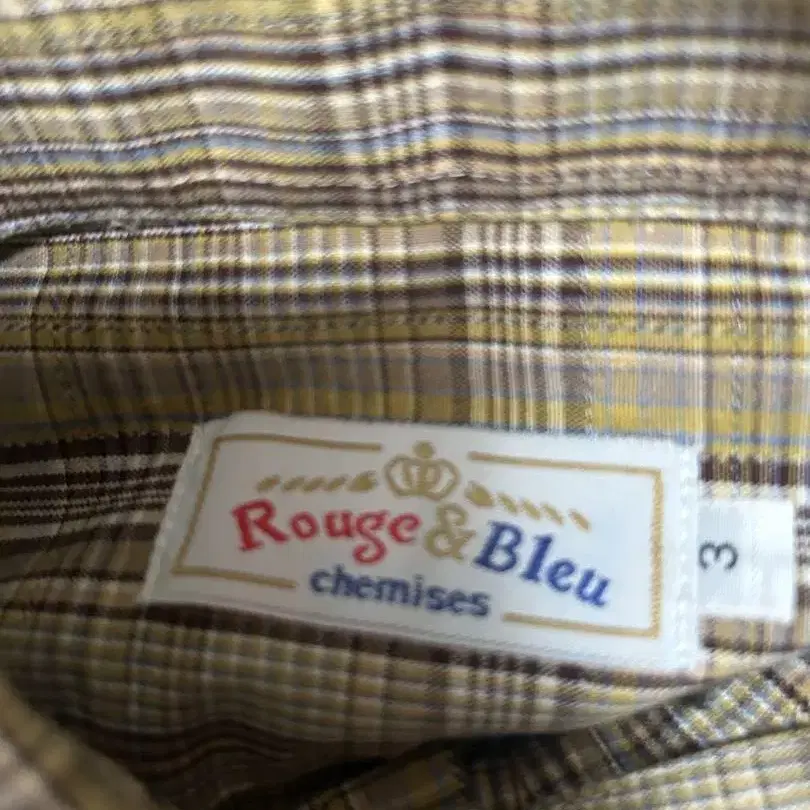 Rouge & Bleu
chemises
3